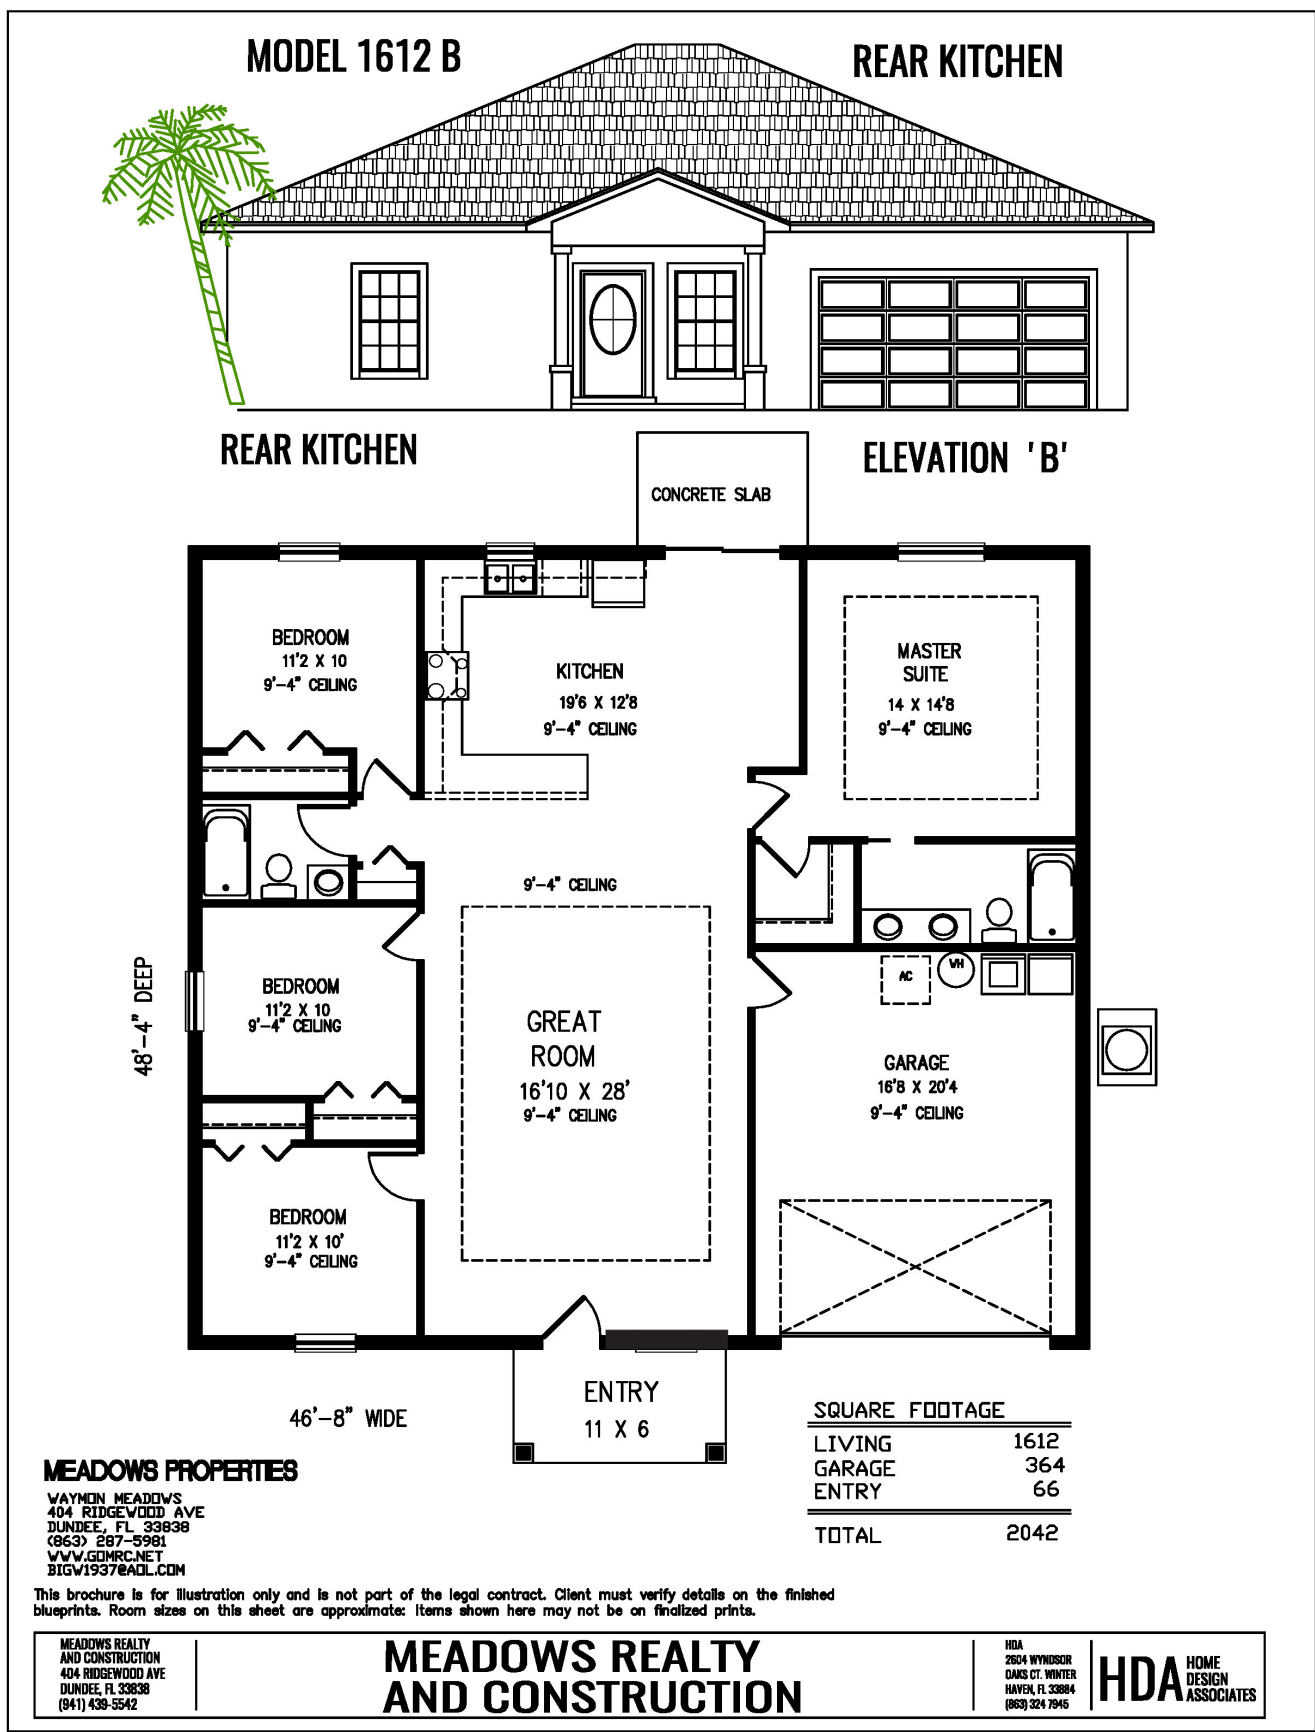 MODEL 1612 B
REAR KITCHEN
REAR KITCHEN
ELEVATION 'B'
CONCRETE SLAB
BEDROOM
11'2 X 10
9'-4" CEILING
KITCHEN
19'6 X 12'8
9'-4" CEILING
MASTER
SUITE
14 X 14'8
9'-4" CEILING
9'-4" CEILING
48'-4" DEEP
BEDROOM
11'2 X 10
9'-4" CEILING
GREAT
ROOM
16'10 X 28'
9'-4" CEILING
AC
WH
GARAGE
16'8 X 20'4
9'-4" CEILING
BEDROOM
11'2 X 10'
9'-4" CEILING
ENTRY
11 X 6
46'-8" WIDE
SQUARE FOOTAGE
LIVING 1612
GARAGE 364
ENTRY 66
TOTAL 2042
MEADOWS PROPERTIES
WAYMON MEADOWS
404 RIDGEWOOD AVE
DUNDEE, FL 33838
(863) 287-5981
WWW.GOMRC.NET
BIGW1937@AOL.COM
This brochure is for illustration only and is not part of the legal contract. Client must verify details on the finished
blueprints. Room sizes on this sheet are approximate: Items shown here may not be on finalized prints.
MEADOWS REALTY
AND CONSTRUCTION
404 RIDGEWOOD AVE
DUNDEE, FL 33838
(941) 439-5542
MEADOWS REALTY
AND CONSTRUCTION
HDA
2604 WYNDSOR
OAKS CT. WINTER
HAVEN, FL 33884
(863) 324 7945
HDA
HOME
DESIGN
ASSOCIATES